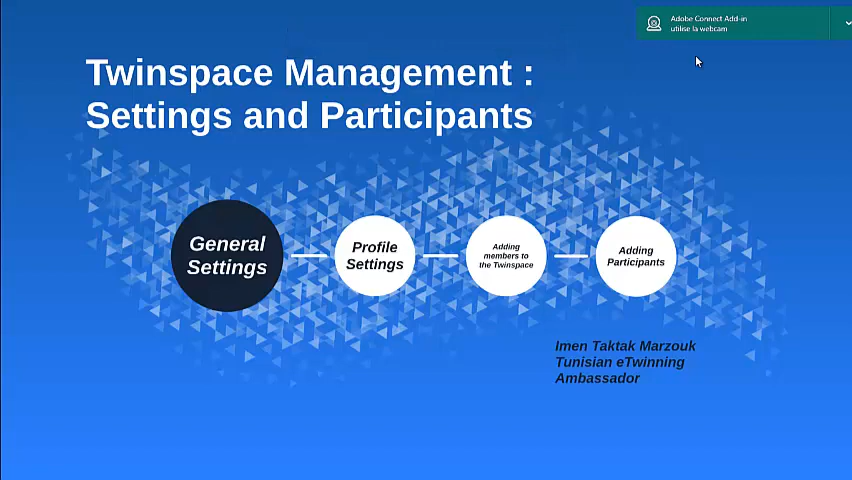 Adobe Connect Add-in
utilise la webcam
Twinspace Management :
Settings and Participants
General
Settings
Profile
Settings
Adding
members to
the Twinspace
Adding
Participants
Imen Taktak Marzouk
Tunisian eTwinning
Ambassador